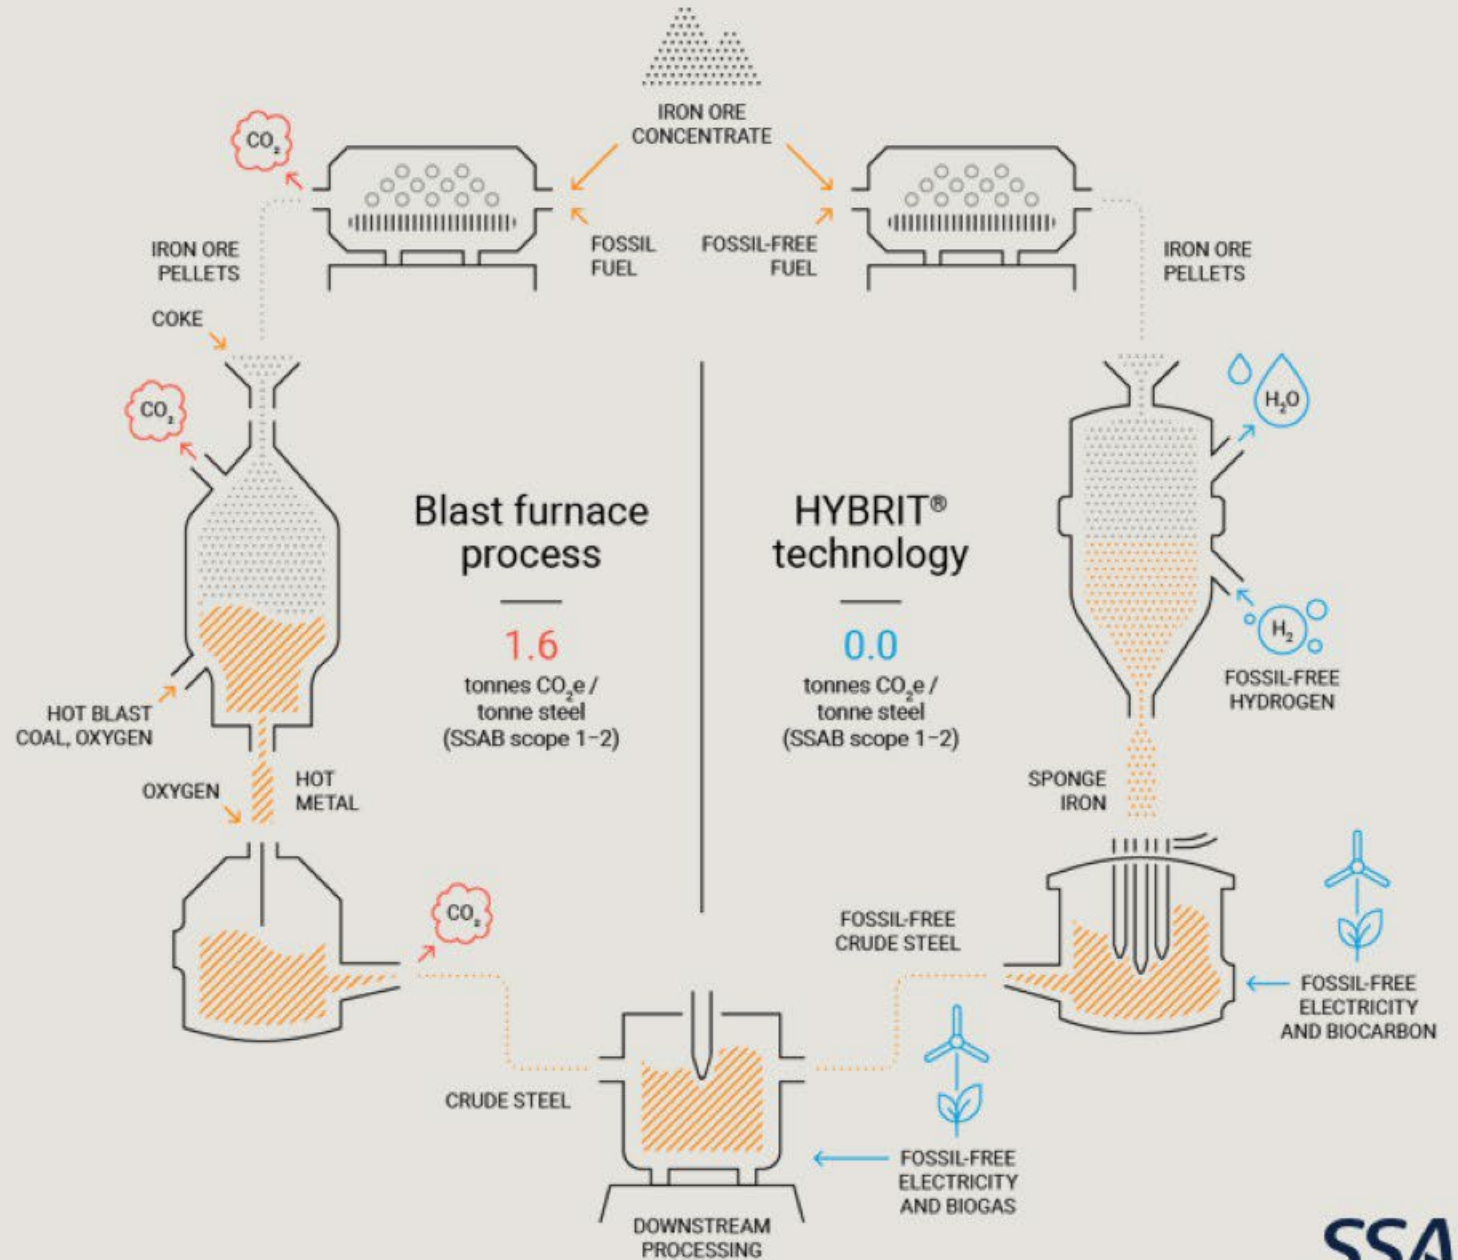 IRON ORE
CONCENTRATE
CO₂
FOSSIL
FUEL
FOSSIL-FREE
FUEL
IRON ORE
PELLETS
IRON ORE
PELLETS
COKE
CO₂
H₂O
Blast furnace
process
1.6
tonnes CO₂e /
tonne steel
(SSAB scope 1–2)
HYBRIT®
technology
0.0
tonnes CO₂e /
tonne steel
(SSAB scope 1–2)
H₂
FOSSIL-FREE
HYDROGEN
HOT BLAST
COAL, OXYGEN
OXYGEN
HOT
METAL
SPONGE
IRON
CO₂
FOSSIL-FREE
CRUDE STEEL
FOSSIL-FREE
ELECTRICITY
AND BIOCARBON
CRUDE STEEL
FOSSIL-FREE
ELECTRICITY
AND BIOGAS
DOWNSTREAM
PROCESSING
SSA